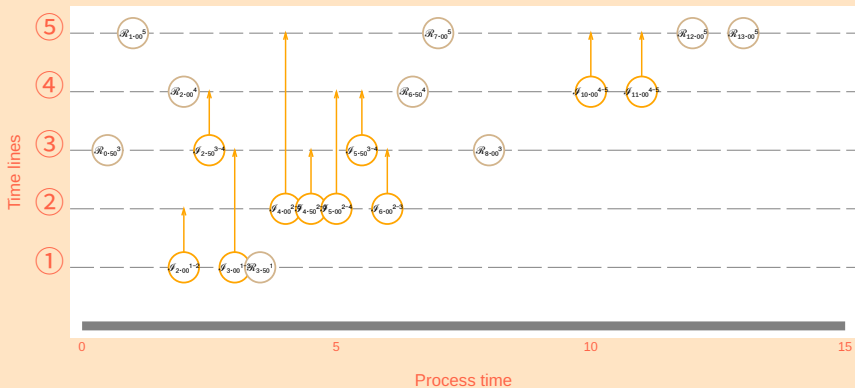 ⑤ ℛ1-00⁵ ℛ7-00⁵ ℛ12-00⁵ ℛ13-00⁵
④ ℛ2-00⁴ ℛ6-50⁴ ℐ10-00⁴⁻⁵ ℐ11-00⁴⁻⁵
③ ℛ0-50³ ℐ2-50³⁻⁴ ℐ5-50³⁻⁴ ℛ8-00³
② ℐ4-00²⁻⁵ ℐ4-50²⁻³ ℐ5-00²⁻⁴ ℐ6-00²⁻³
① ℐ2-00¹⁻² ℐ3-00¹⁻³ ℛ3-50¹
Time lines
0 5 10 15
Process time